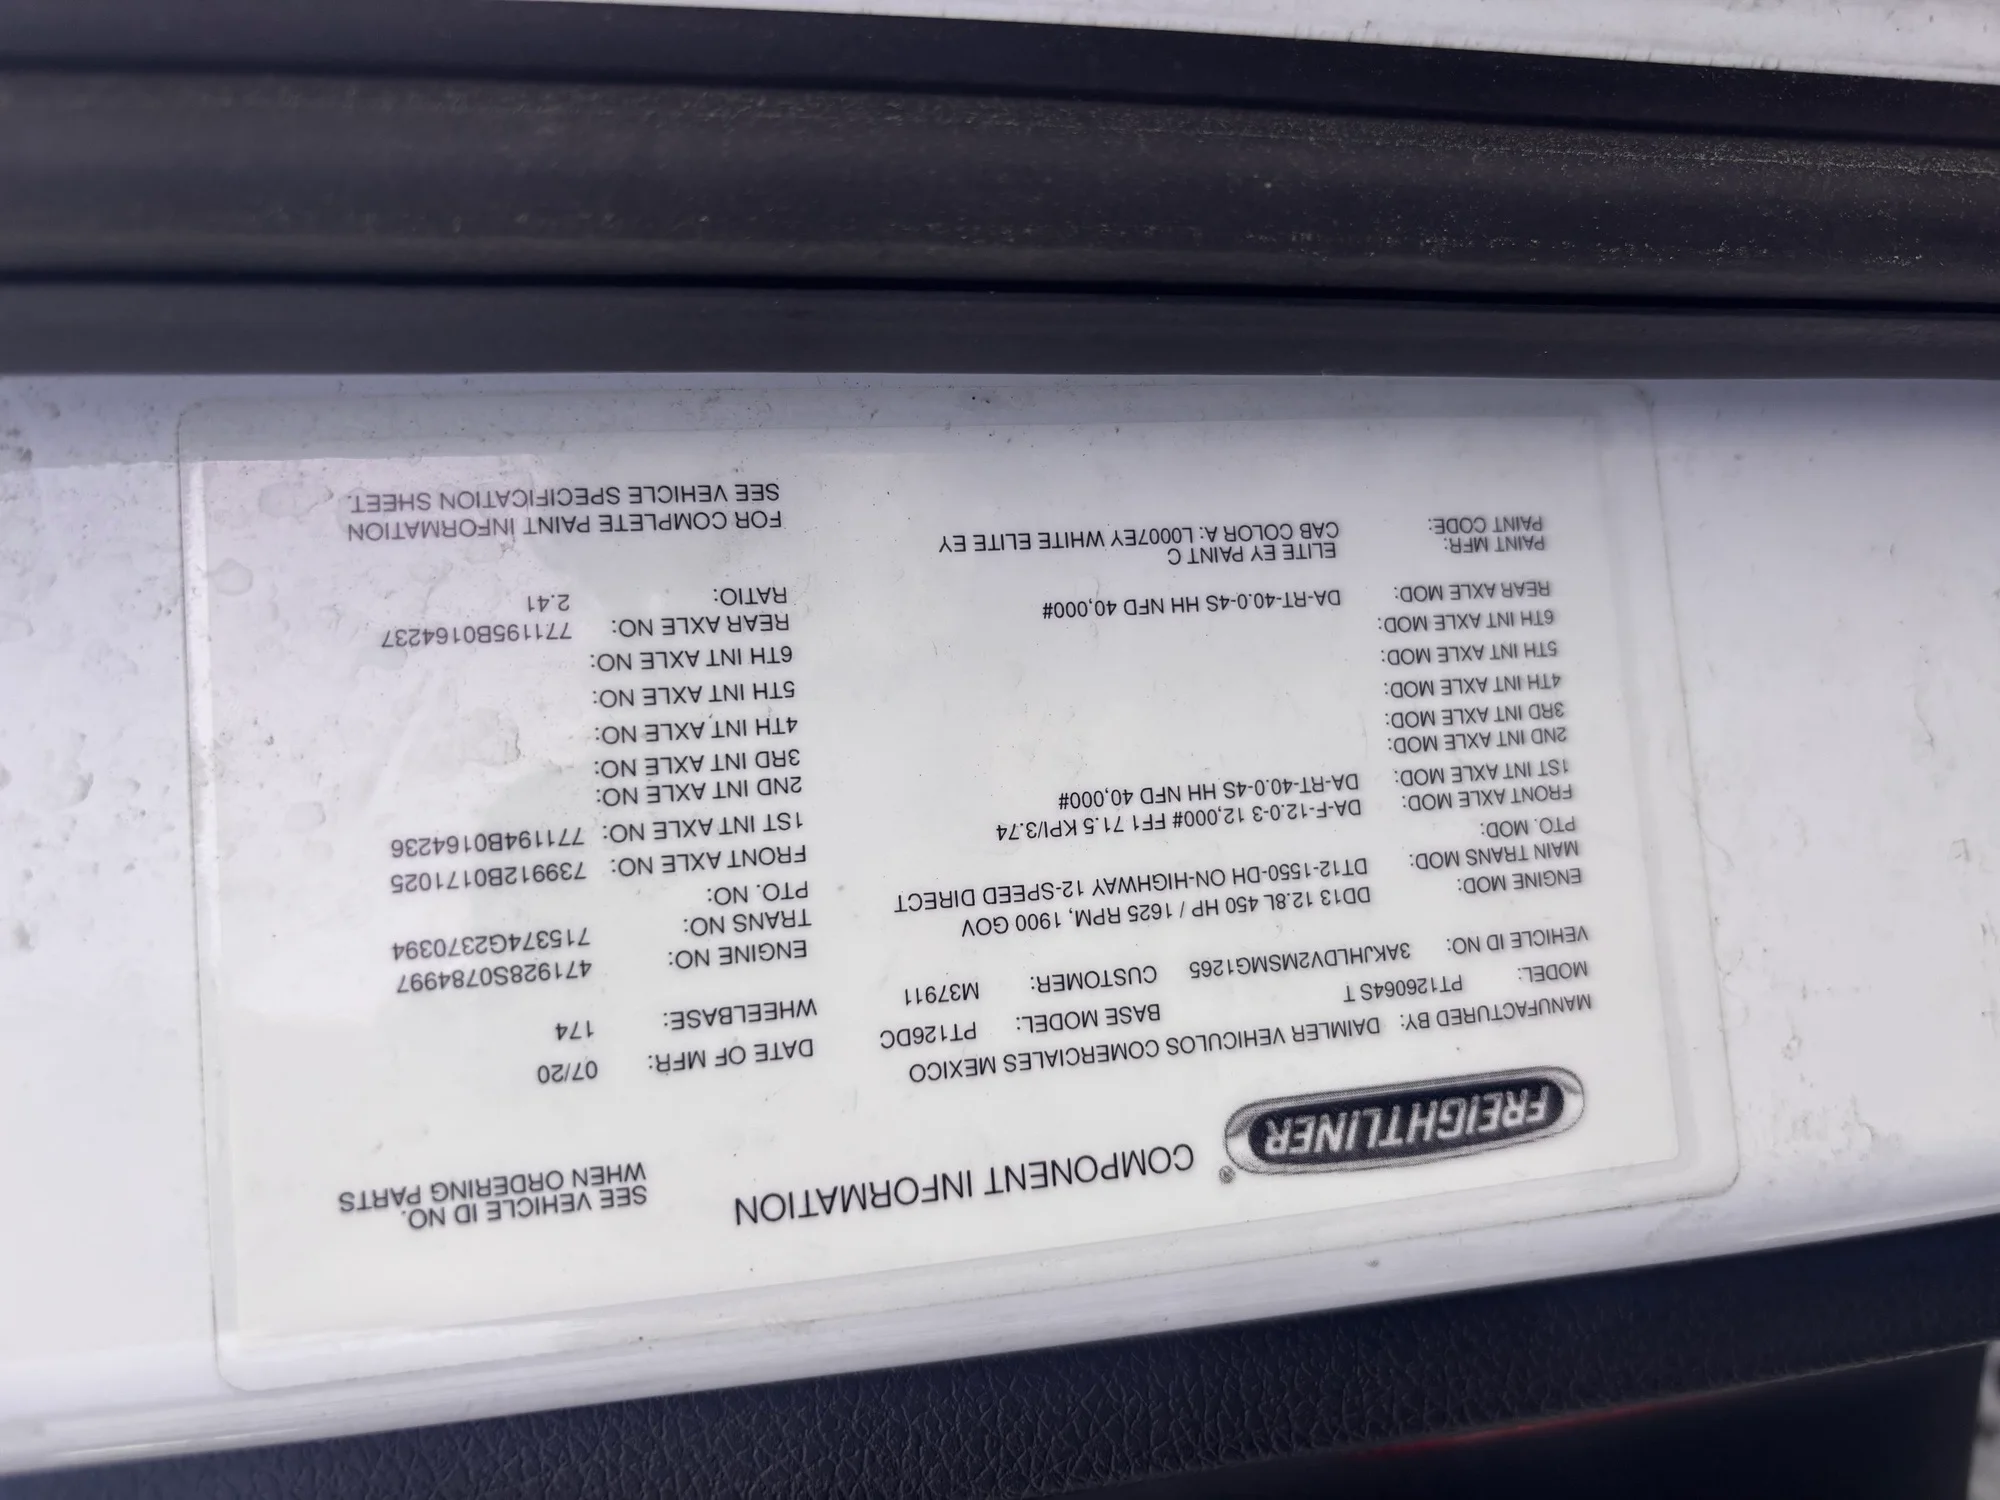 FREIGHTLINER® COMPONENT INFORMATION
SEE VEHICLE ID NO.
WHEN ORDERING PARTS
MANUFACTURED BY: DAIMLER VEHICULOS COMERCIALES MEXICO DATE OF MFR: 07/20
MODEL: PT126064S T BASE MODEL: PT126DC WHEELBASE: 174
VEHICLE ID NO: 3AKJHLDV2MSMG1265 CUSTOMER: M37911
ENGINE MOD: DD13 12.8L 450 HP / 1625 RPM, 1900 GOV ENGINE NO: 471928S0784997
MAIN TRANS MOD: DT12-1550-DH ON-HIGHWAY 12-SPEED DIRECT TRANS NO: 715374G2370394
PTO. MOD: PTO. NO:
FRONT AXLE MOD: DA-F-12.0-3 12,000# FF1 71.5 KPI/3.74 FRONT AXLE NO: 739912B0171025
1ST INT AXLE MOD: DA-RT-40.0-4S HH NFD 40,000# 1ST INT AXLE NO: 771194B0164236
2ND INT AXLE MOD: 2ND INT AXLE NO:
3RD INT AXLE MOD: 3RD INT AXLE NO:
4TH INT AXLE MOD: 4TH INT AXLE NO:
5TH INT AXLE MOD: 5TH INT AXLE NO:
6TH INT AXLE MOD: 6TH INT AXLE NO:
REAR AXLE MOD: DA-RT-40.0-4S HH NFD 40,000# REAR AXLE NO: 771195B0164237
RATIO: 2.41
PAINT MFR: ELITE EY PAINT C
PAINT CODE: CAB COLOR A: L0007EY WHITE ELITE EY
FOR COMPLETE PAINT INFORMATION
SEE VEHICLE SPECIFICATION SHEET.